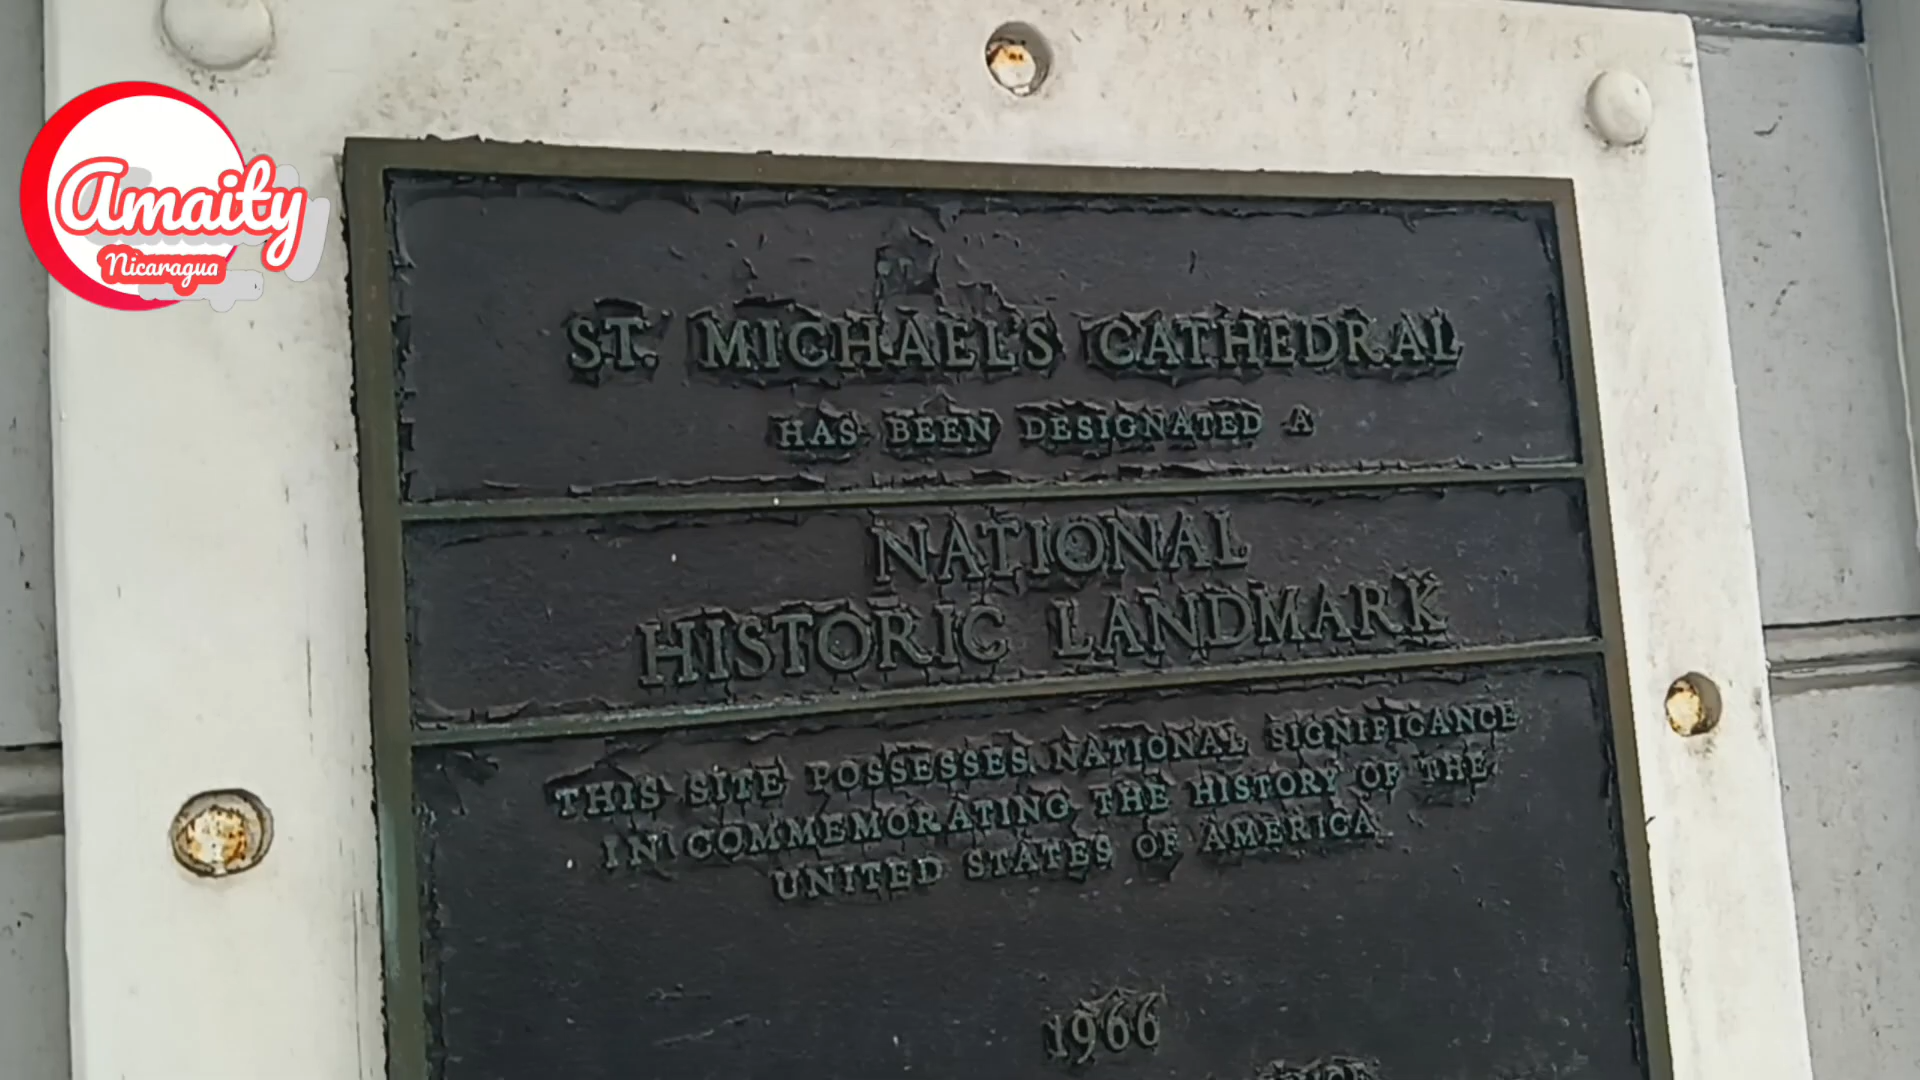 Amaity
Nicaragua
ST. MICHAEL'S CATHEDRAL
HAS BEEN DESIGNATED A
NATIONAL
HISTORIC LANDMARK
THIS SITE POSSESSES NATIONAL SIGNIFICANCE
IN COMMEMORATING THE HISTORY OF THE
UNITED STATES OF AMERICA
1966